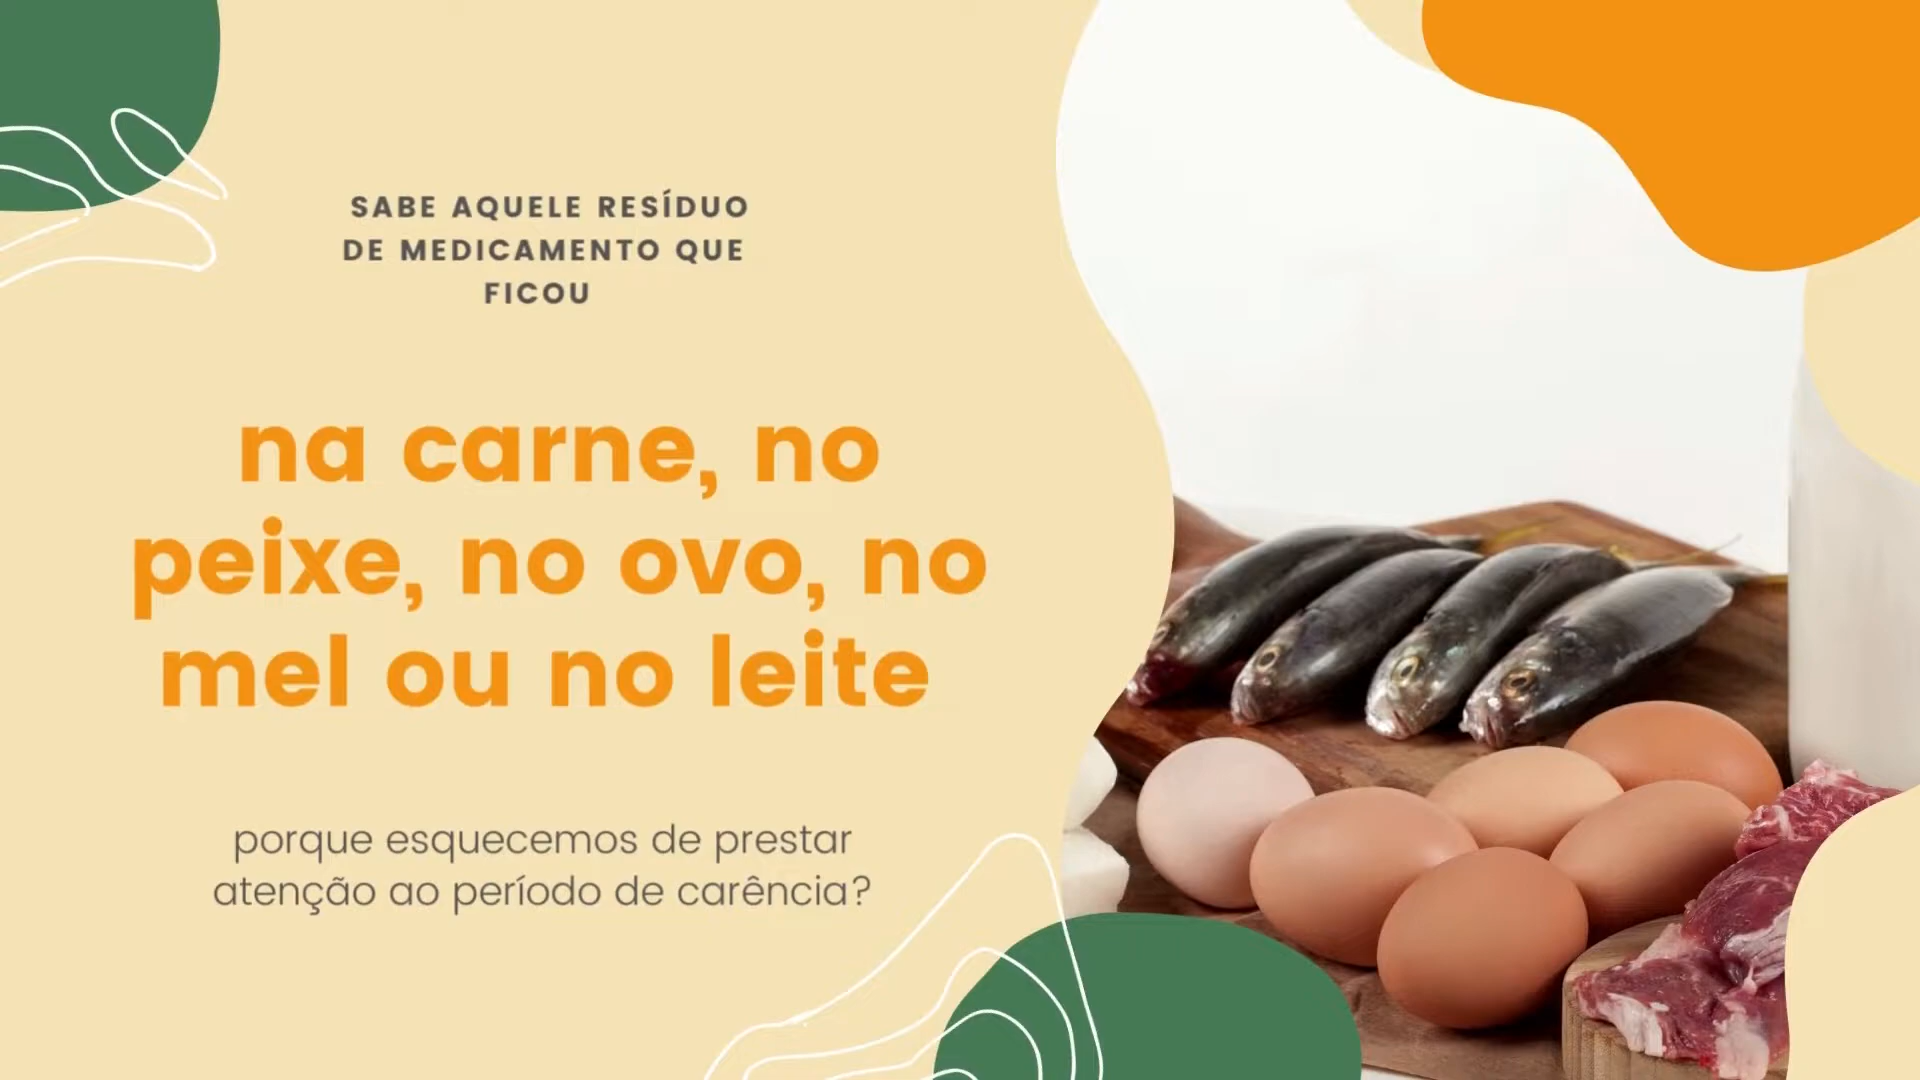 SABE AQUELE RESÍDUO
DE MEDICAMENTO QUE
FICOU
na carne, no
peixe, no ovo, no
mel ou no leite
porque esquecemos de prestar
atenção ao período de carência?